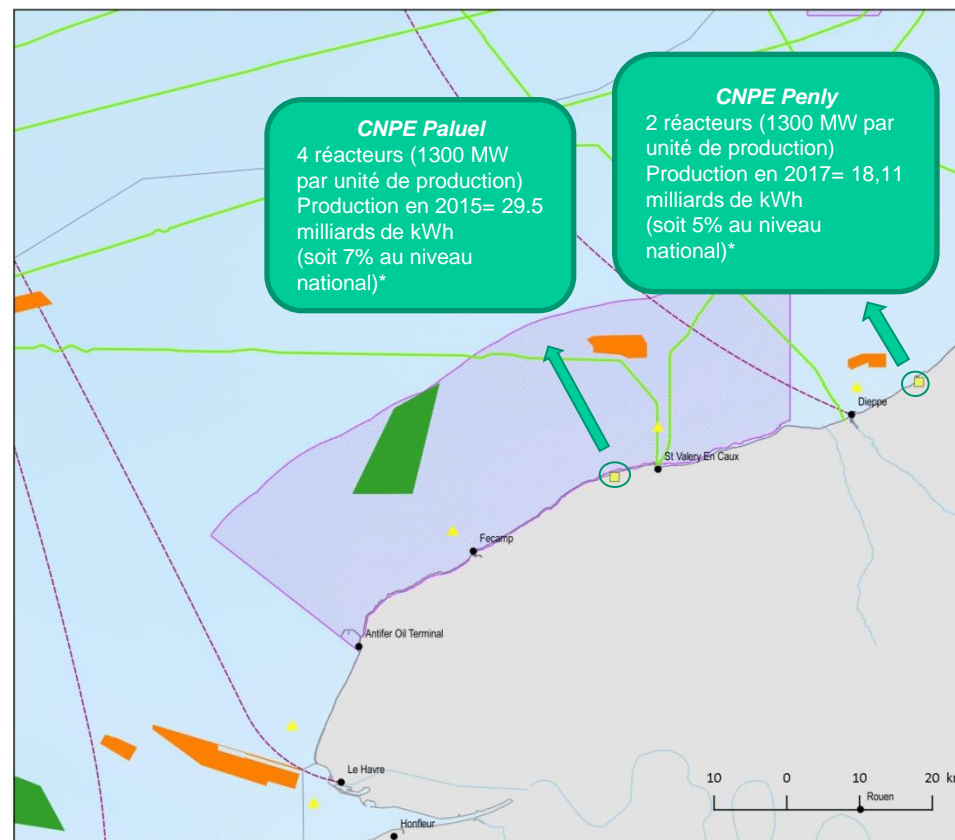 CNPE Paluel
4 réacteurs (1300 MW
par unité de production)
Production en 2015= 29.5
milliards de kWh
(soit 7% au niveau
national)*
CNPE Penly
2 réacteurs (1300 MW par
unité de production)
Production en 2017= 18,11
milliards de kWh
(soit 5% au niveau
national)*
Dieppe
St Valery En Caux
Fecamp
Antifer Oil Terminal
Le Havre
Honfleur
10 0 10 20 km
Rouen